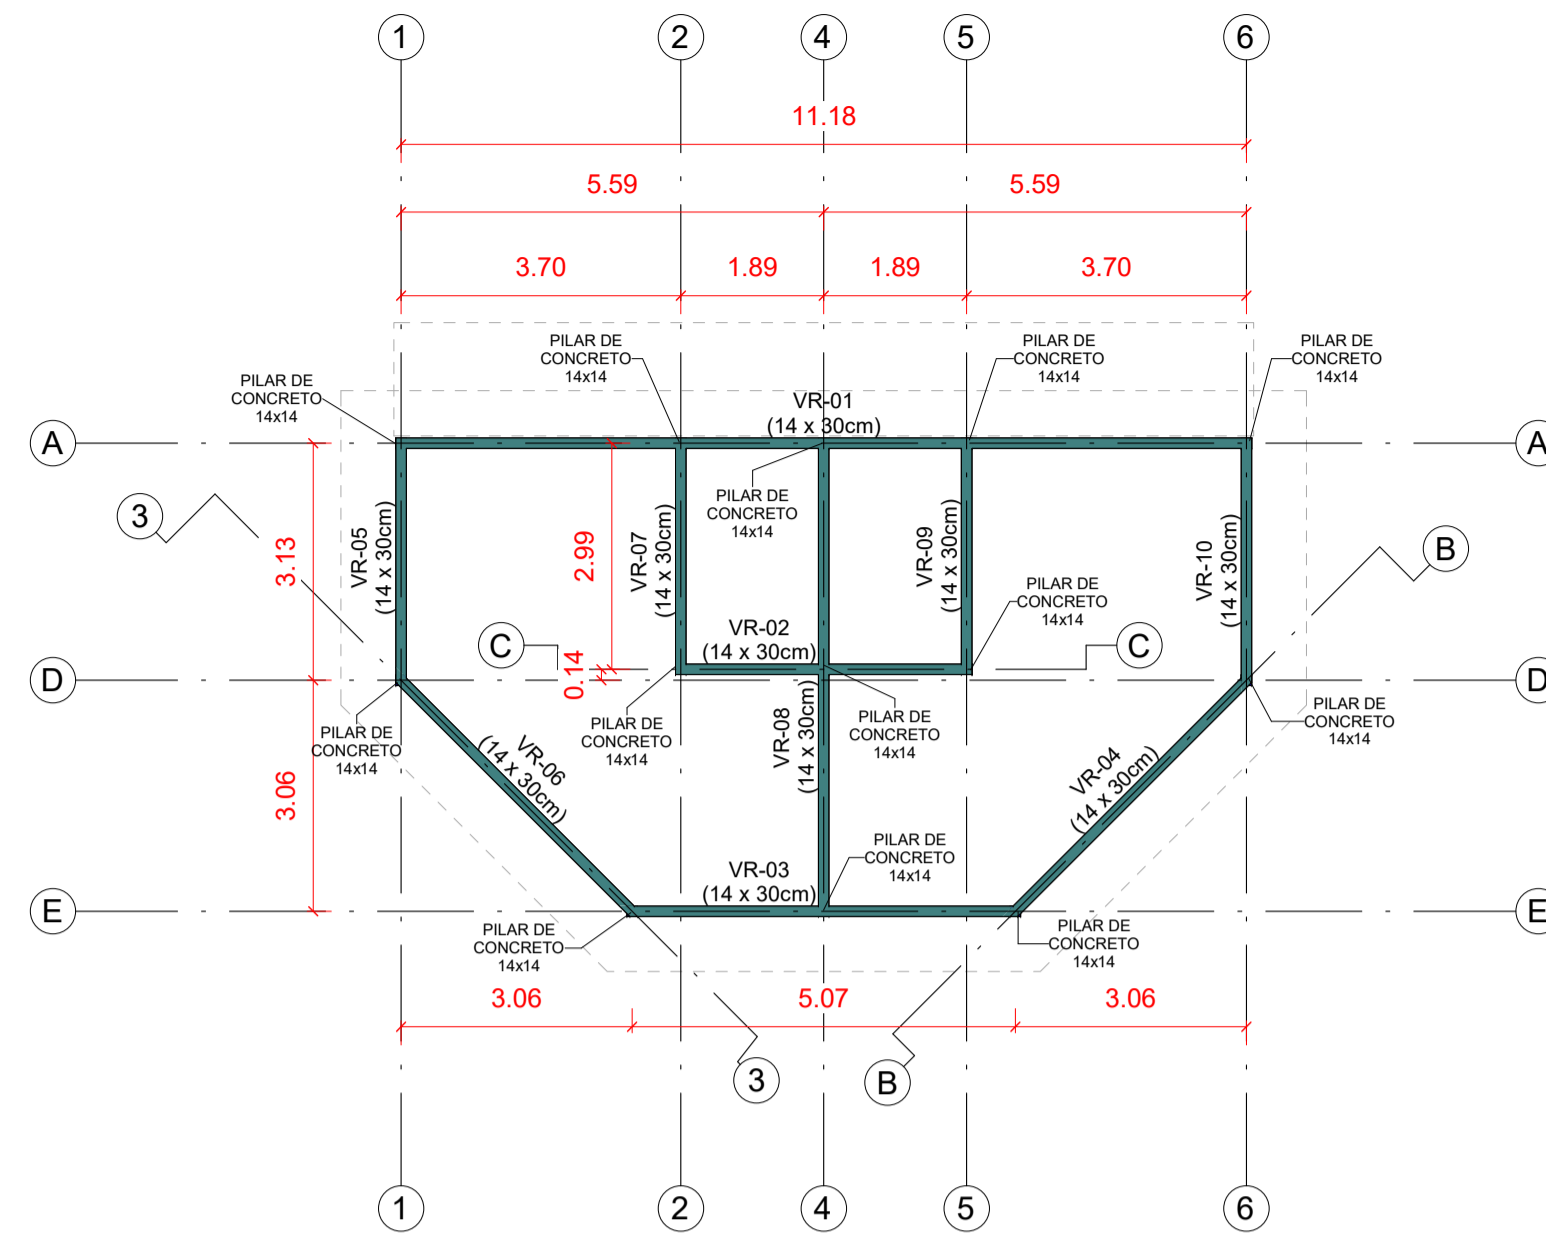 1
2
4
5
6
11.18
5.59
5.59
3.70
1.89
1.89
3.70
PILAR DE
CONCRETO
14x14
PILAR DE
CONCRETO
14x14
PILAR DE
CONCRETO
14x14
PILAR DE
CONCRETO
14x14
VR-01
(14 x 30cm)
A
A
3
3.13
VR-05
(14 x 30cm)
2.99
VR-07
(14 x 30cm)
PILAR DE
CONCRETO
14x14
VR-09
(14 x 30cm)
VR-10
(14 x 30cm)
B
PILAR DE
CONCRETO
14x14
C
VR-02
(14 x 30cm)
C
0.14
D
D
PILAR DE
CONCRETO
14x14
PILAR DE
CONCRETO
14x14
VR-08
(14 x 30cm)
PILAR DE
CONCRETO
14x14
PILAR DE
CONCRETO
14x14
3.06
VR-06
(14 x 30cm)
VR-04
(14 x 30cm)
PILAR DE
CONCRETO
14x14
VR-03
(14 x 30cm)
E
E
PILAR DE
CONCRETO
14x14
PILAR DE
CONCRETO
14x14
3.06
5.07
3.06
3
B
1
2
4
5
6